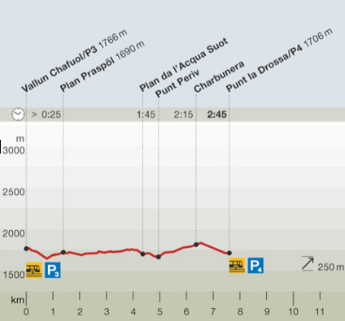 Vallun Chafuol/P3 1766 m
Plan Praspöl 1690 m
Plan da l'Acqua Suot
Punt Periv
Charbunera
Punt la Drossa/P4 1706 m
> 0:25 1:45 2:15 2:45
m
3000
2500
2000
1500
P3
P4
250 m
km
0 1 2 3 4 5 6 7 8 9 10 11